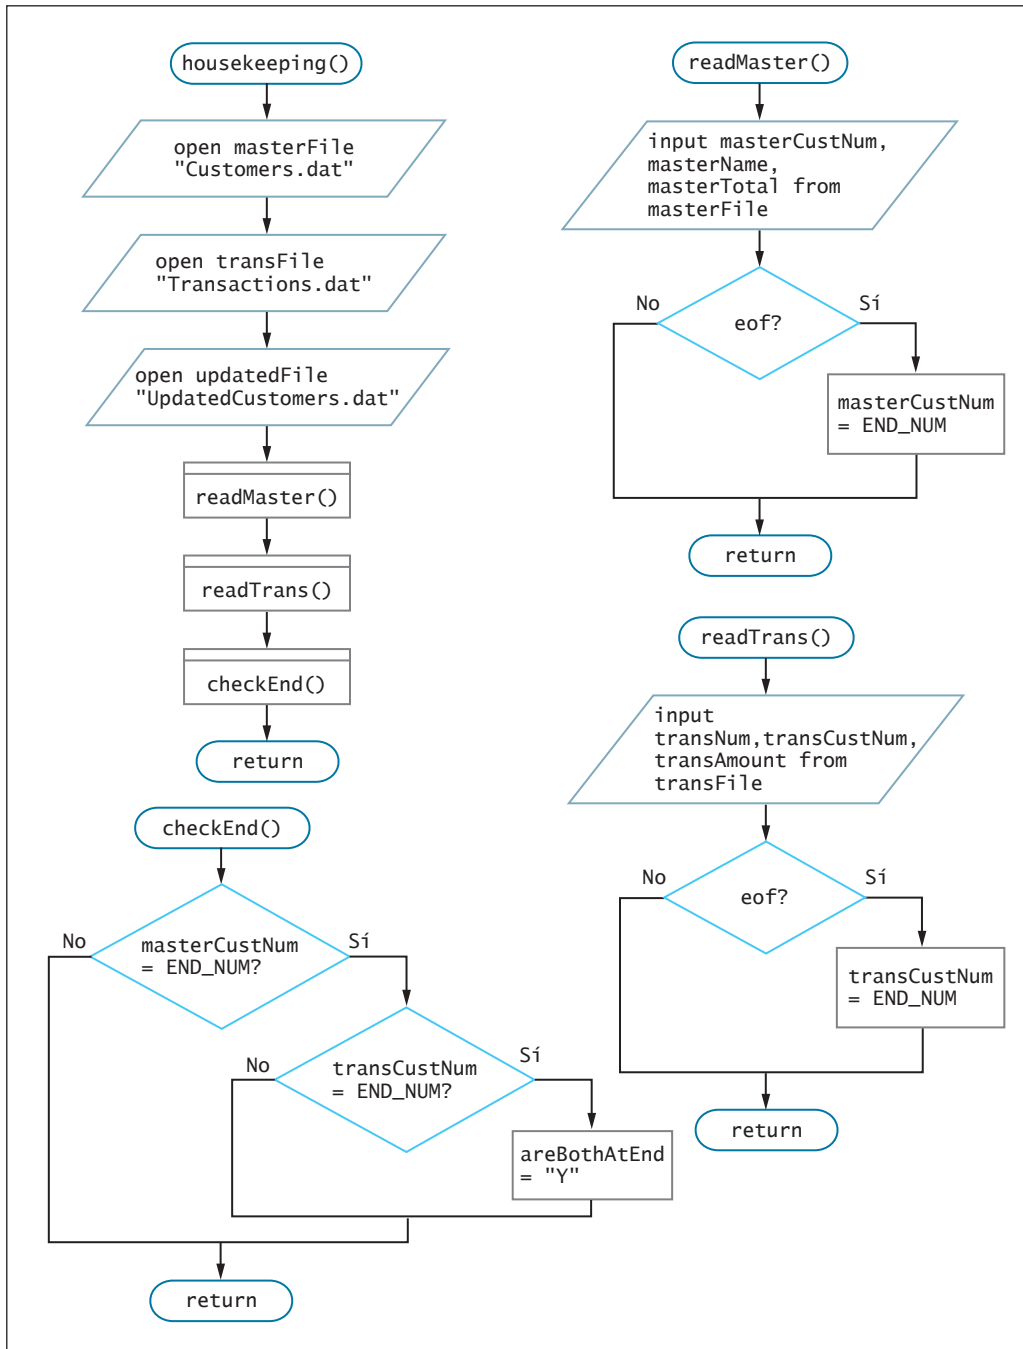 housekeeping()
open masterFile
"Customers.dat"
open transFile
"Transactions.dat"
open updatedFile
"UpdatedCustomers.dat"
readMaster()
readTrans()
checkEnd()
return
checkEnd()
masterCustNum
= END_NUM?
No
Sí
transCustNum
= END_NUM?
No
Sí
areBothAtEnd
= "Y"
return
readMaster()
input masterCustNum,
masterName,
masterTotal from
masterFile
eof?
No
Sí
masterCustNum
= END_NUM
return
readTrans()
input
transNum,transCustNum,
transAmount from
transFile
eof?
No
Sí
transCustNum
= END_NUM
return